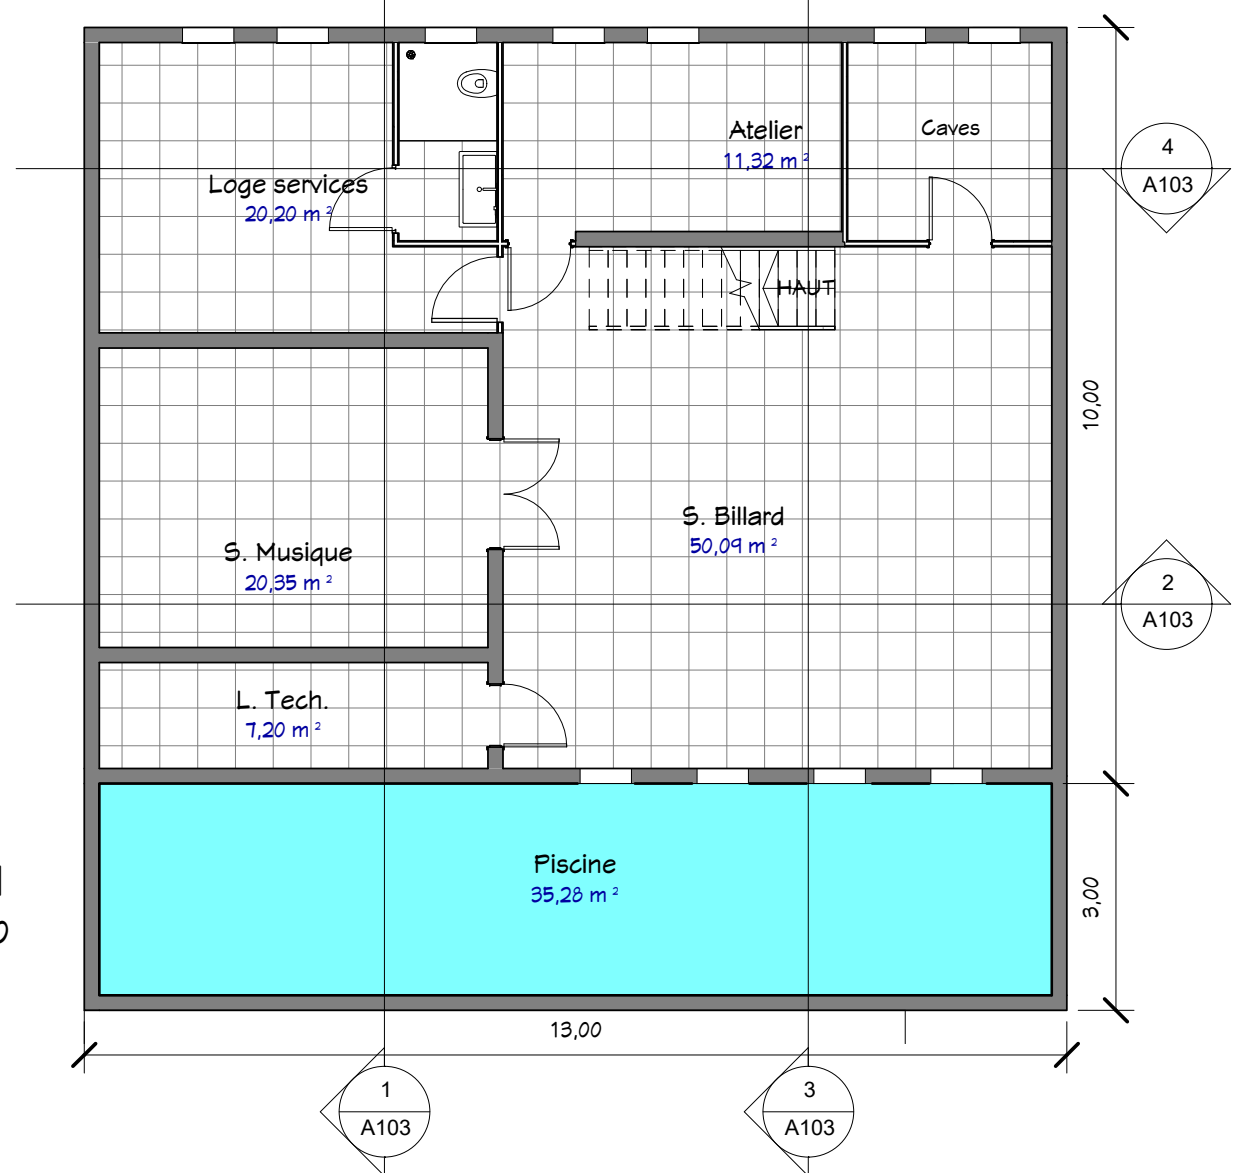 Atelier
11,32 m²
Caves
4
A103
Loge services
20,20 m²
HAUT
10,00
S. Billard
50,09 m²
S. Musique
20,35 m²
2
A103
L. Tech.
7,20 m²
Piscine
35,28 m²
3,00
13,00
1
A103
3
A103